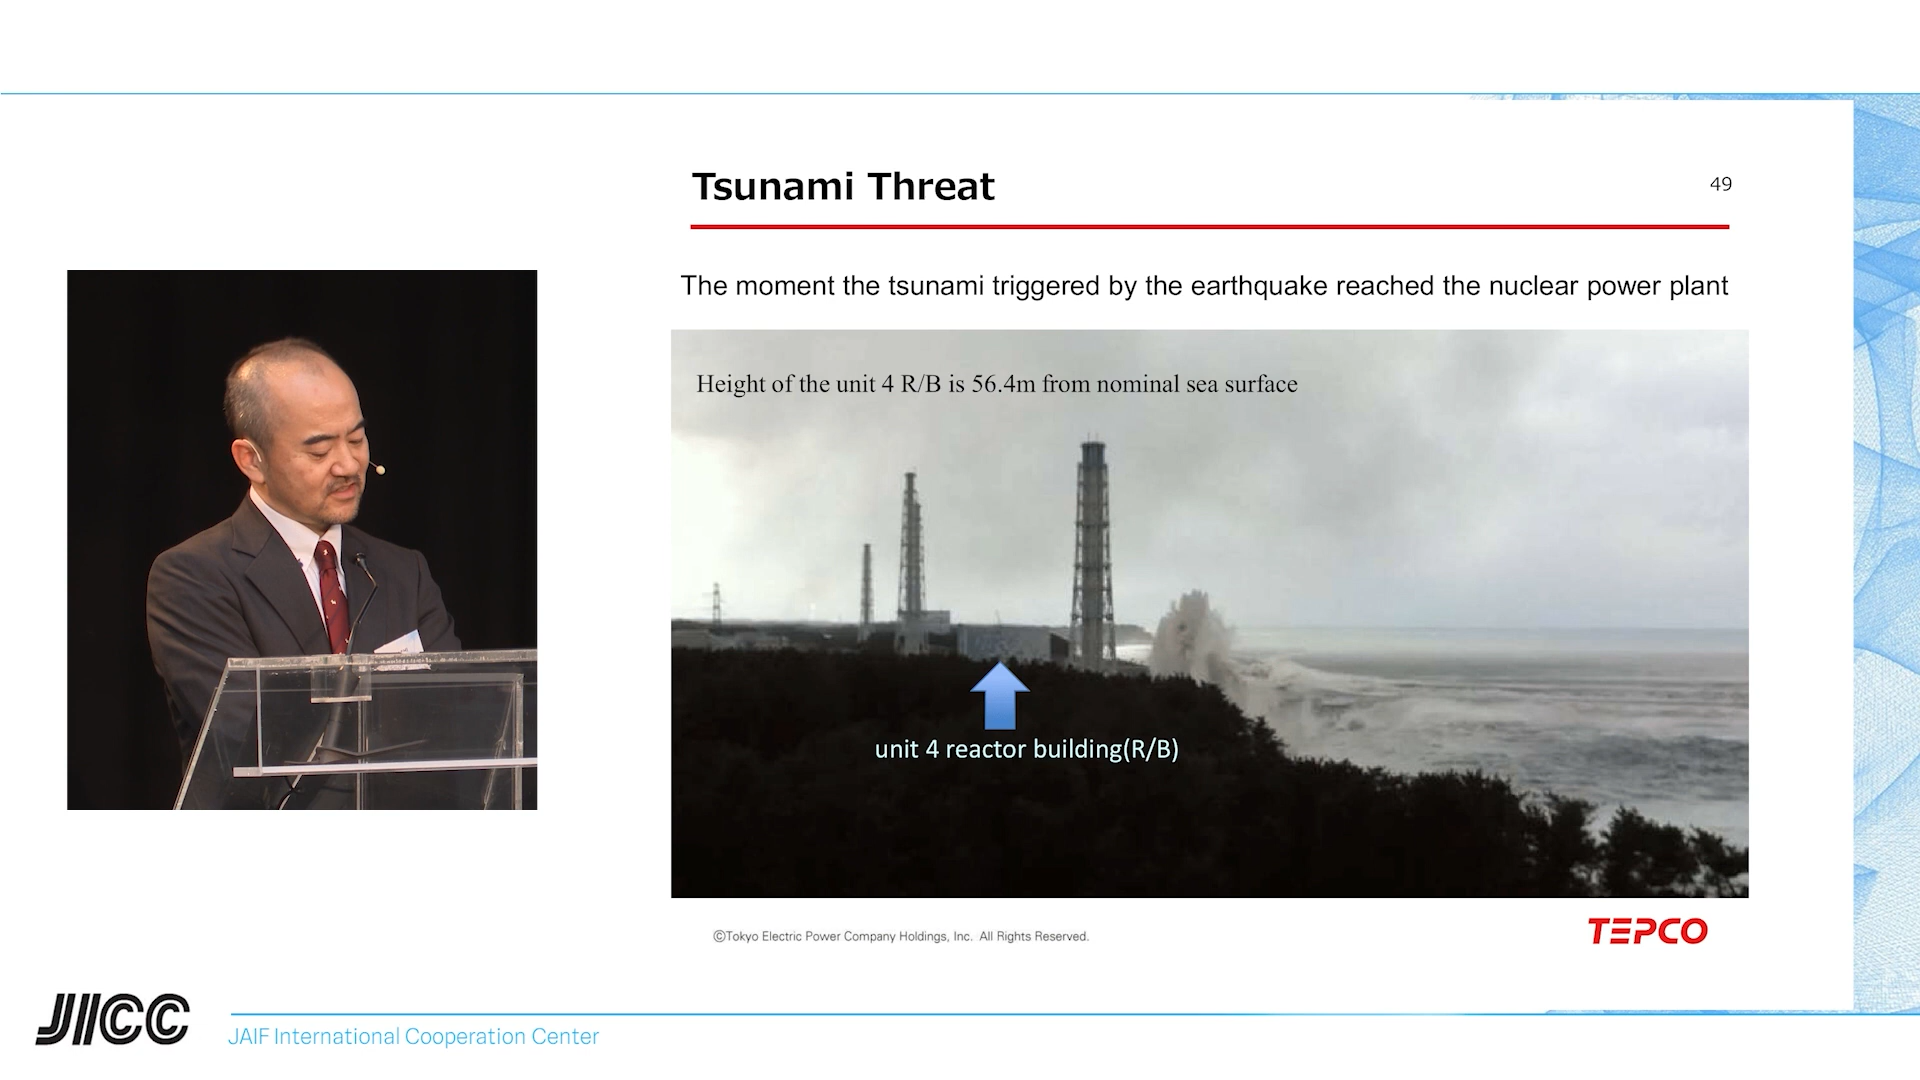 Tsunami Threat
49
The moment the tsunami triggered by the earthquake reached the nuclear power plant
Height of the unit 4 R/B is 56.4m from nominal sea surface
unit 4 reactor building(R/B)
©Tokyo Electric Power Company Holdings, Inc. All Rights Reserved.
TEPCO
JICC
JAIF International Cooperation Center